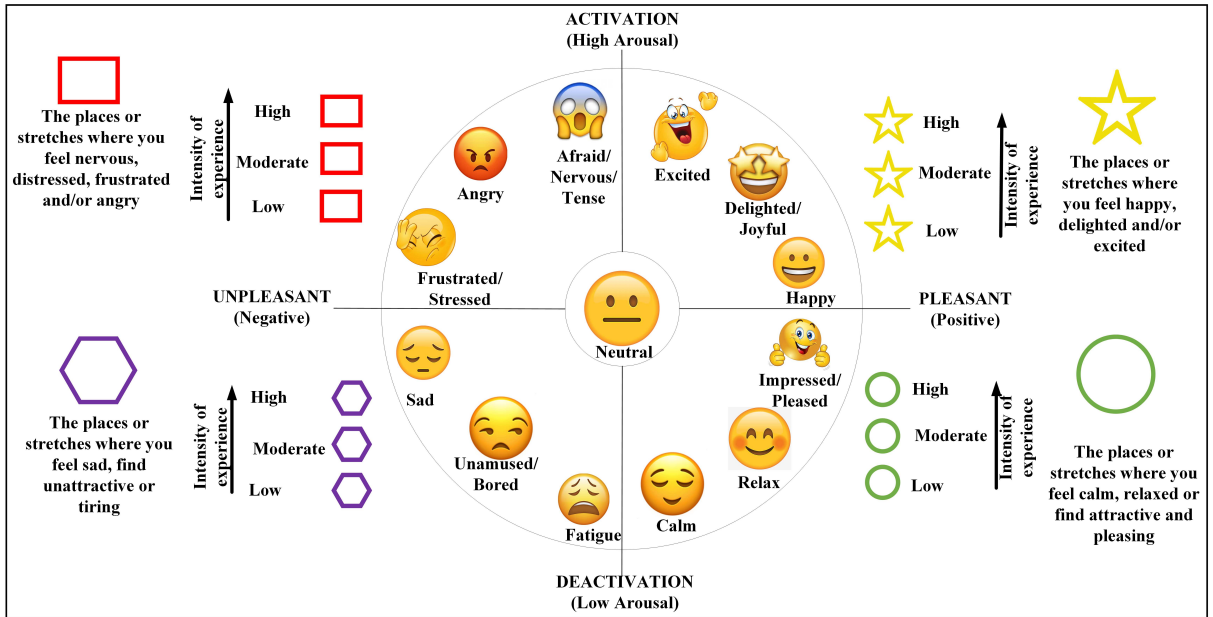 ACTIVATION
(High Arousal)
The places or
stretches where you
feel nervous,
distressed, frustrated
and/or angry
Intensity of
experience
High
Moderate
Low
Afraid/
Nervous/
Tense
Angry
Frustrated/
Stressed
Excited
Delighted/
Joyful
Happy
High
Moderate
Low
Intensity of
experience
The places or
stretches where
you feel happy,
delighted and/or
excited
UNPLEASANT
(Negative)
Neutral
PLEASANT
(Positive)
The places or
stretches where you
feel sad, find
unattractive or
tiring
Intensity of
experience
High
Moderate
Low
Sad
Unamused/
Bored
Fatigue
Impressed/
Pleased
Relax
Calm
High
Moderate
Low
Intensity of
experience
The places or
stretches where you
feel calm, relaxed or
find attractive and
pleasing
DEACTIVATION
(Low Arousal)